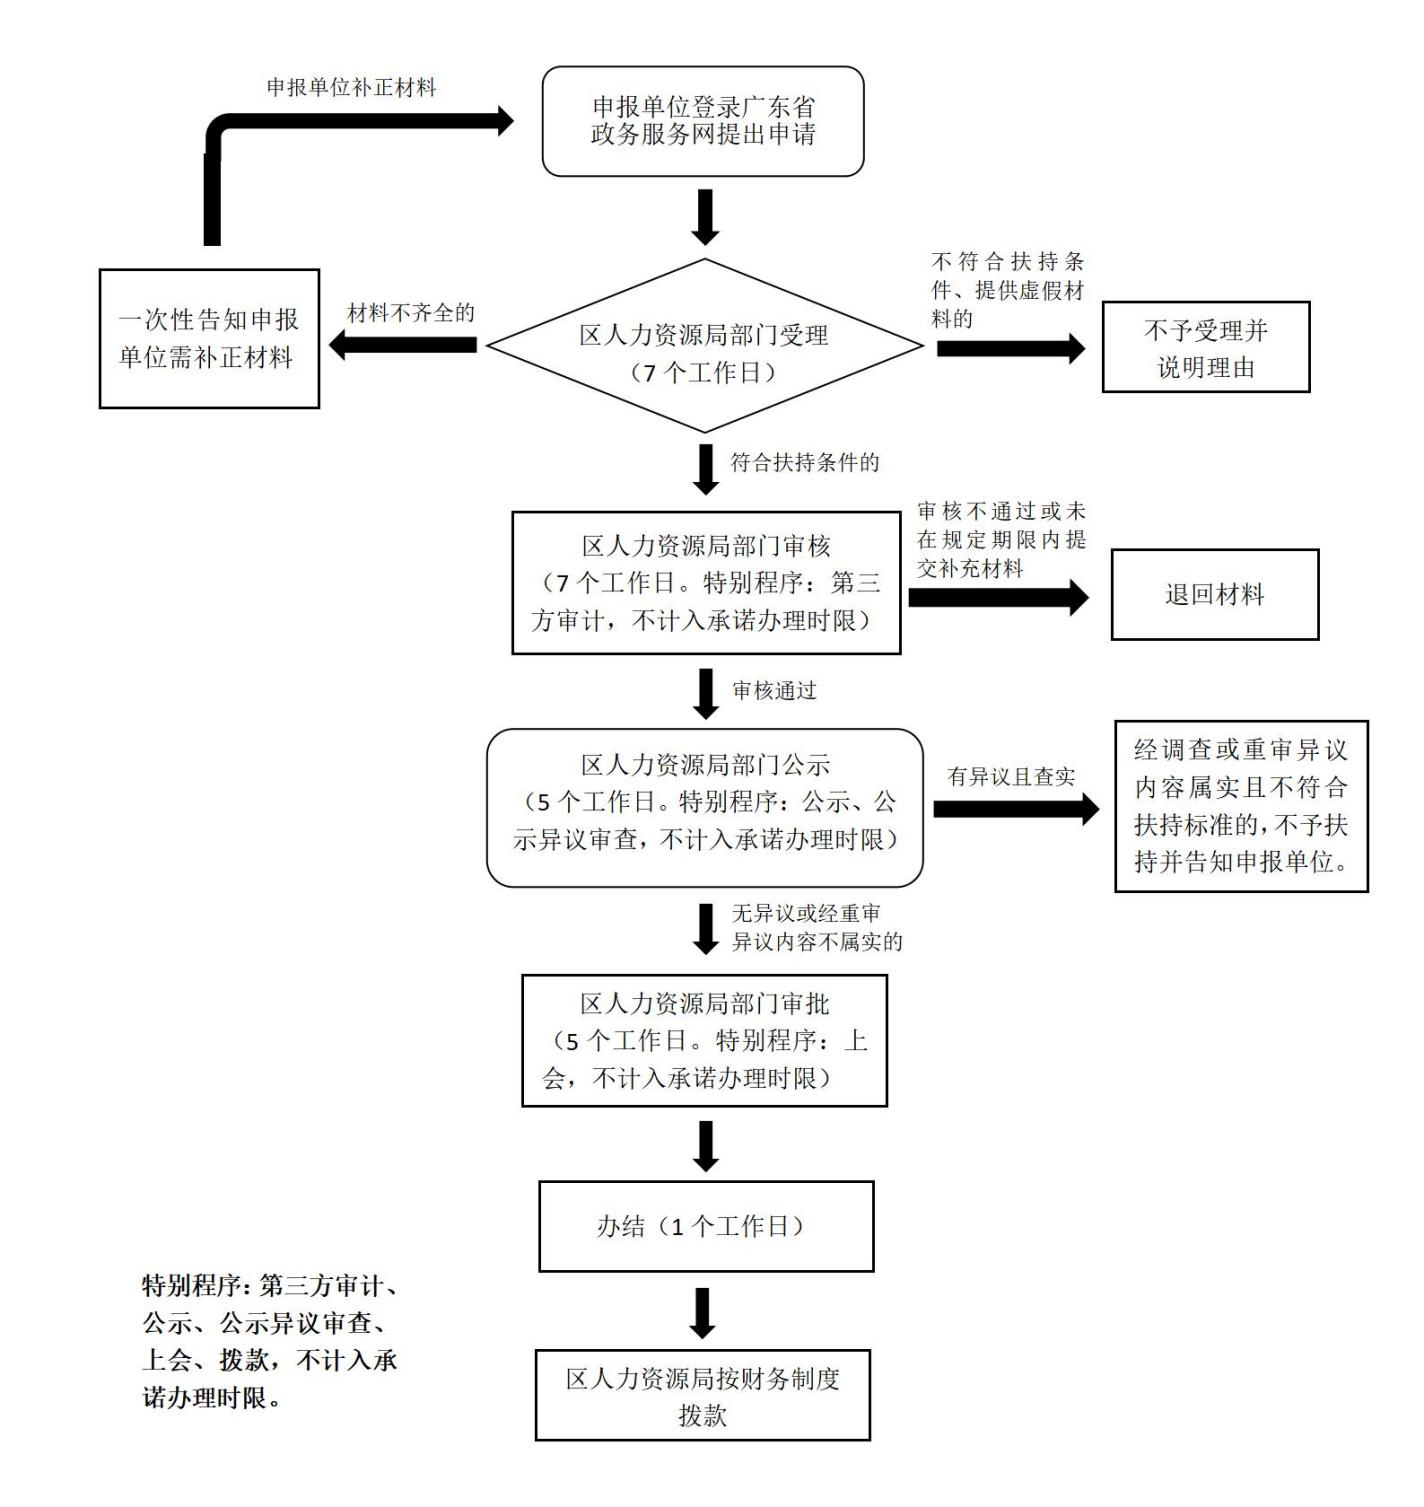 申报单位补正材料
申报单位登录广东省
政务服务网提出申请
一次性告知申报
单位需补正材料
材料不齐全的
区人力资源局部门受理
（7 个工作日）
不符合扶持条
件、提供虚假材
料的
不予受理并
说明理由
符合扶持条件的
区人力资源局部门审核
（7 个工作日。特别程序：第三
方审计，不计入承诺办理时限）
审核不通过或未
在规定期限内提
交补充材料
退回材料
审核通过
区人力资源局部门公示
（5 个工作日。特别程序：公示、公
示异议审查，不计入承诺办理时限）
有异议且查实
经调查或重审异议
内容属实且不符合
扶持标准的，不予扶
持并告知申报单位。
无异议或经重审
异议内容不属实的
区人力资源局部门审批
（5 个工作日。特别程序：上
会，不计入承诺办理时限）
办结（1 个工作日）
特别程序：第三方审计、
公示、公示异议审查、
上会、拨款，不计入承
诺办理时限。
区人力资源局按财务制度
拨款